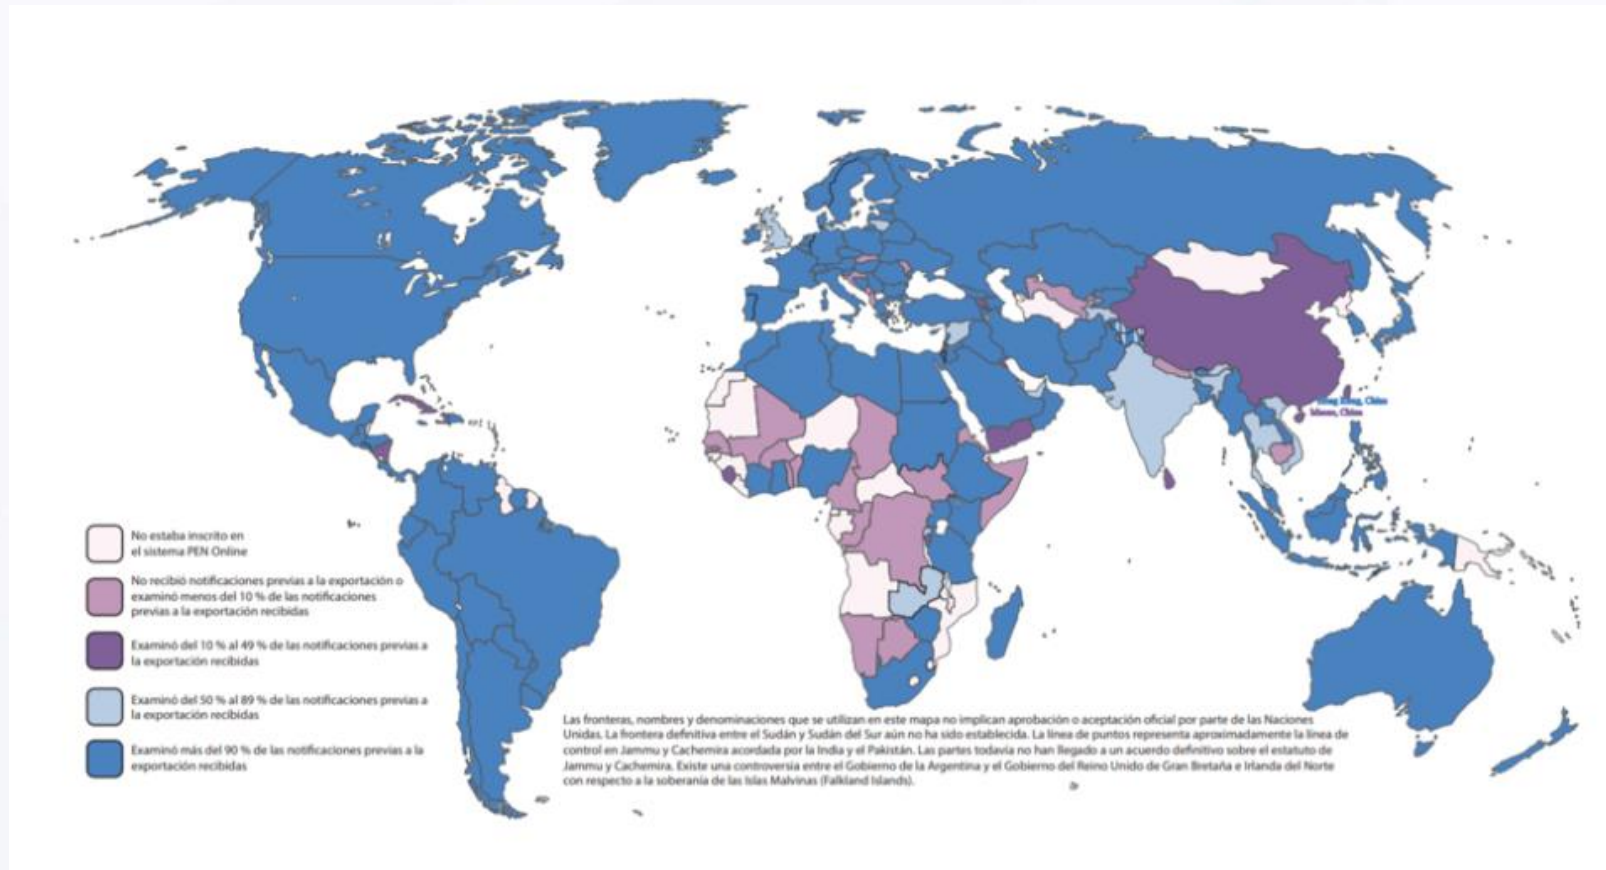 Hong Kong, China
Macao, China
No estaba inscrito en
el sistema PEN Online
No recibió notificaciones previas a la exportación o
examinó menos del 10 % de las notificaciones
previas a la exportación recibidas
Examinó del 10 % al 49 % de las notificaciones previas a
la exportación recibidas
Examinó del 50 % al 89 % de las notificaciones previas a
la exportación recibidas
Examinó más del 90 % de las notificaciones previas a la
exportación recibidas
Las fronteras, nombres y denominaciones que se utilizan en este mapa no implican aprobación o aceptación oficial por parte de las Naciones
Unidas. La frontera definitiva entre el Sudán y Sudán del Sur aún no ha sido establecida. La línea de puntos representa aproximadamente la línea de
control en Jammu y Cachemira acordada por la India y el Pakistán. Las partes todavía no han llegado a un acuerdo definitivo sobre el estatuto de
Jammu y Cachemira. Existe una controversia entre el Gobierno de la Argentina y el Gobierno del Reino Unido de Gran Bretaña e Irlanda del Norte
con respecto a la soberanía de las Islas Malvinas (Falkland Islands).